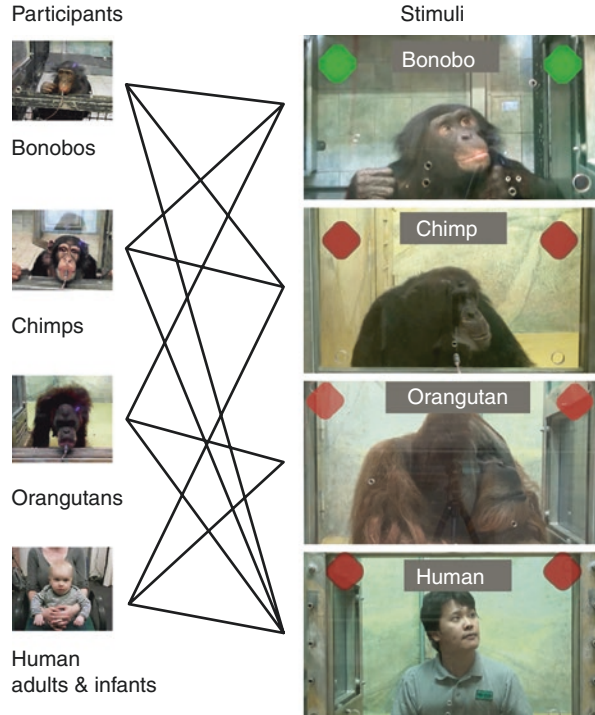 Participants
Stimuli
Bonobos
Chimps
Orangutans
Human
adults & infants
Bonobo
Chimp
Orangutan
Human